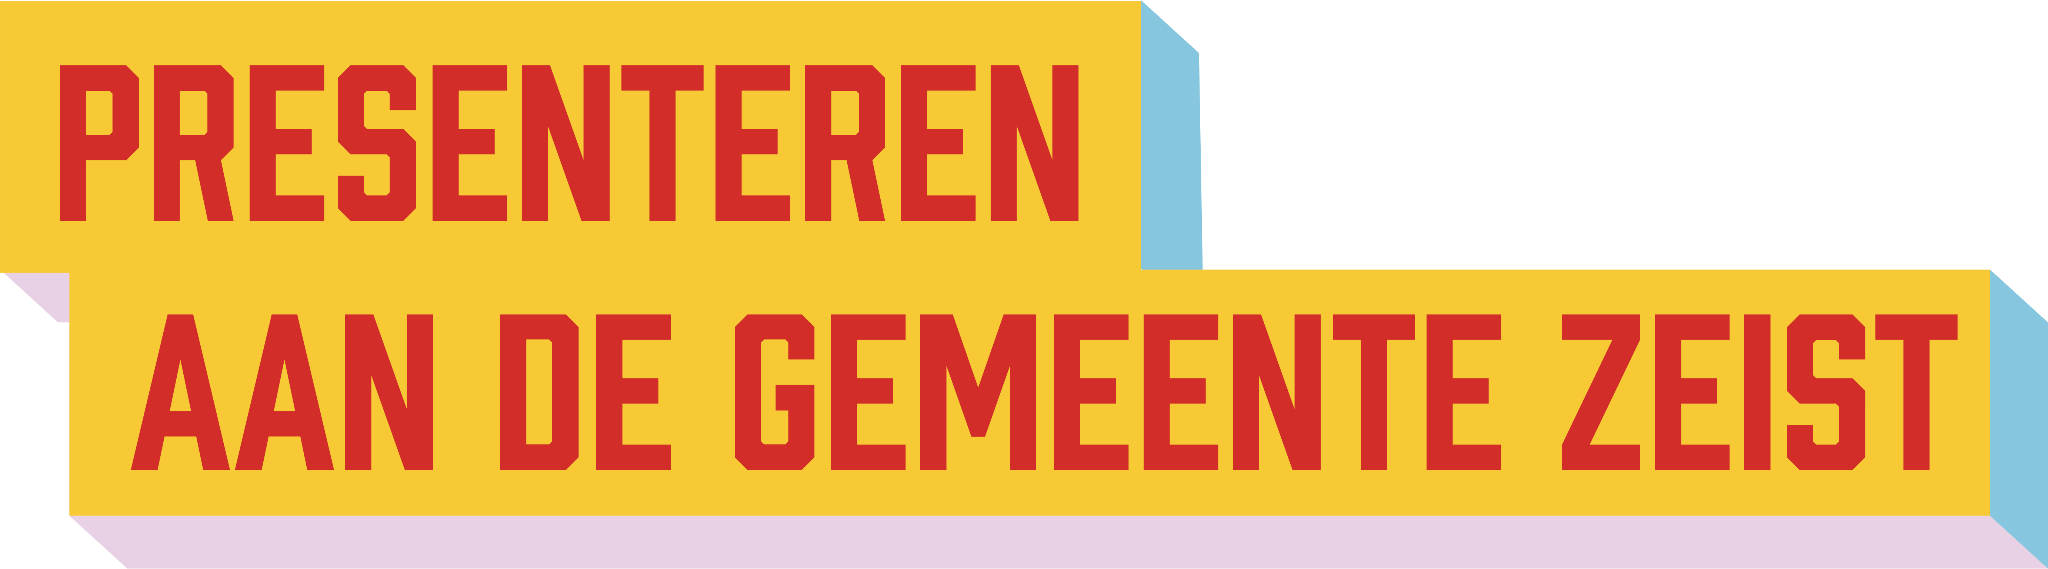 PRESENTEREN
AAN DE GEMEENTE ZEIST